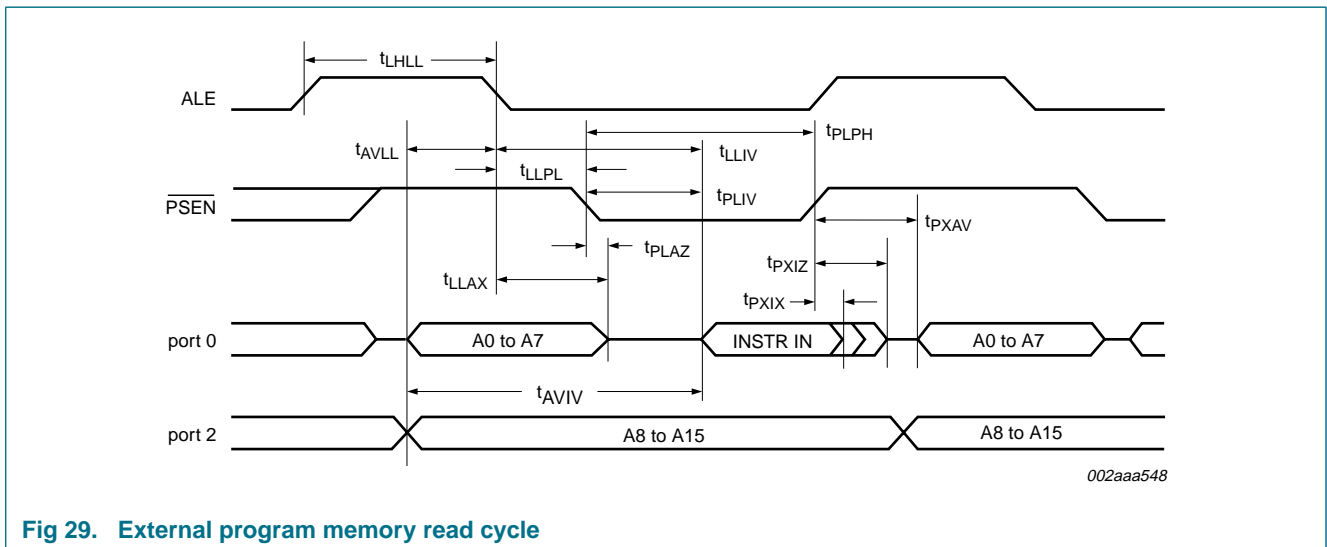 tLHLL
ALE
tPLPH
tAVLL
tLLIV
tLLPL
PSEN
tPLIV
tPXAV
tPLAZ
tPXIZ
tLLAX
tPXIX
port 0
A0 to A7
INSTR IN
A0 to A7
tAVIV
port 2
A8 to A15
A8 to A15
002aaa548
Fig 29. External program memory read cycle